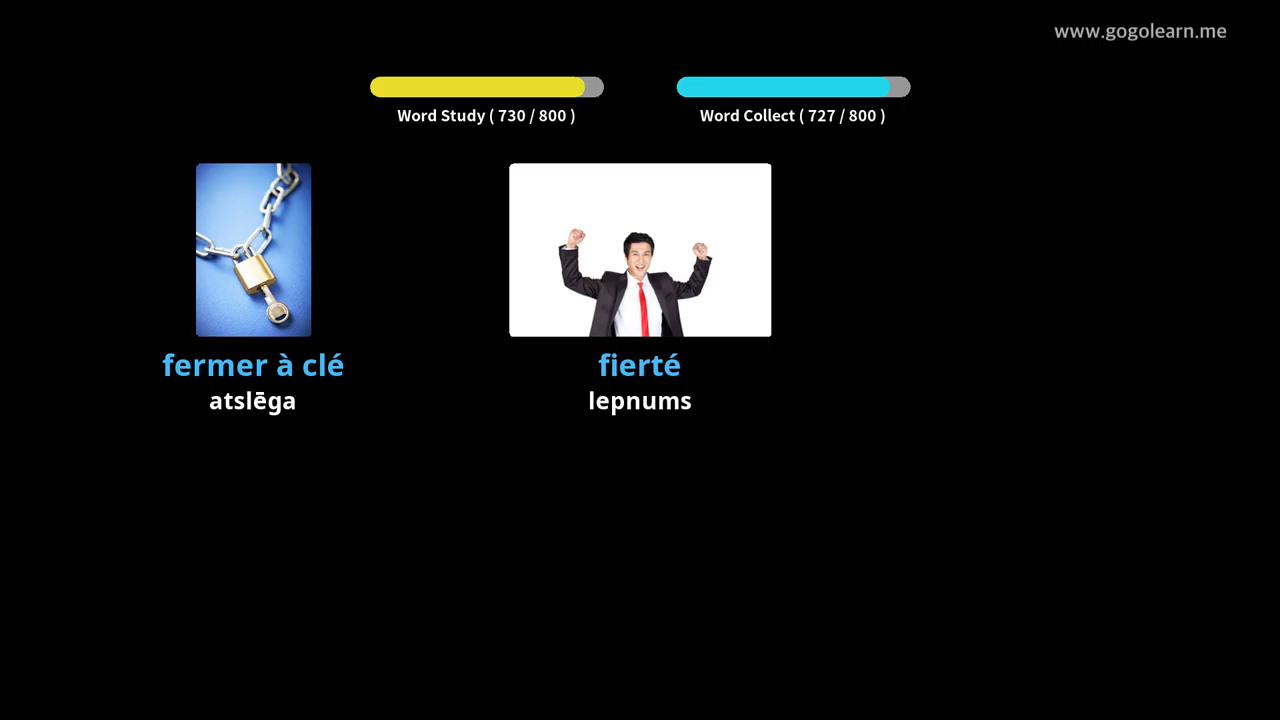 www.gogolearn.me
Word Study ( 730 / 800 )
Word Collect ( 727 / 800 )
fermer à clé
atslēga
fierté
lepnums